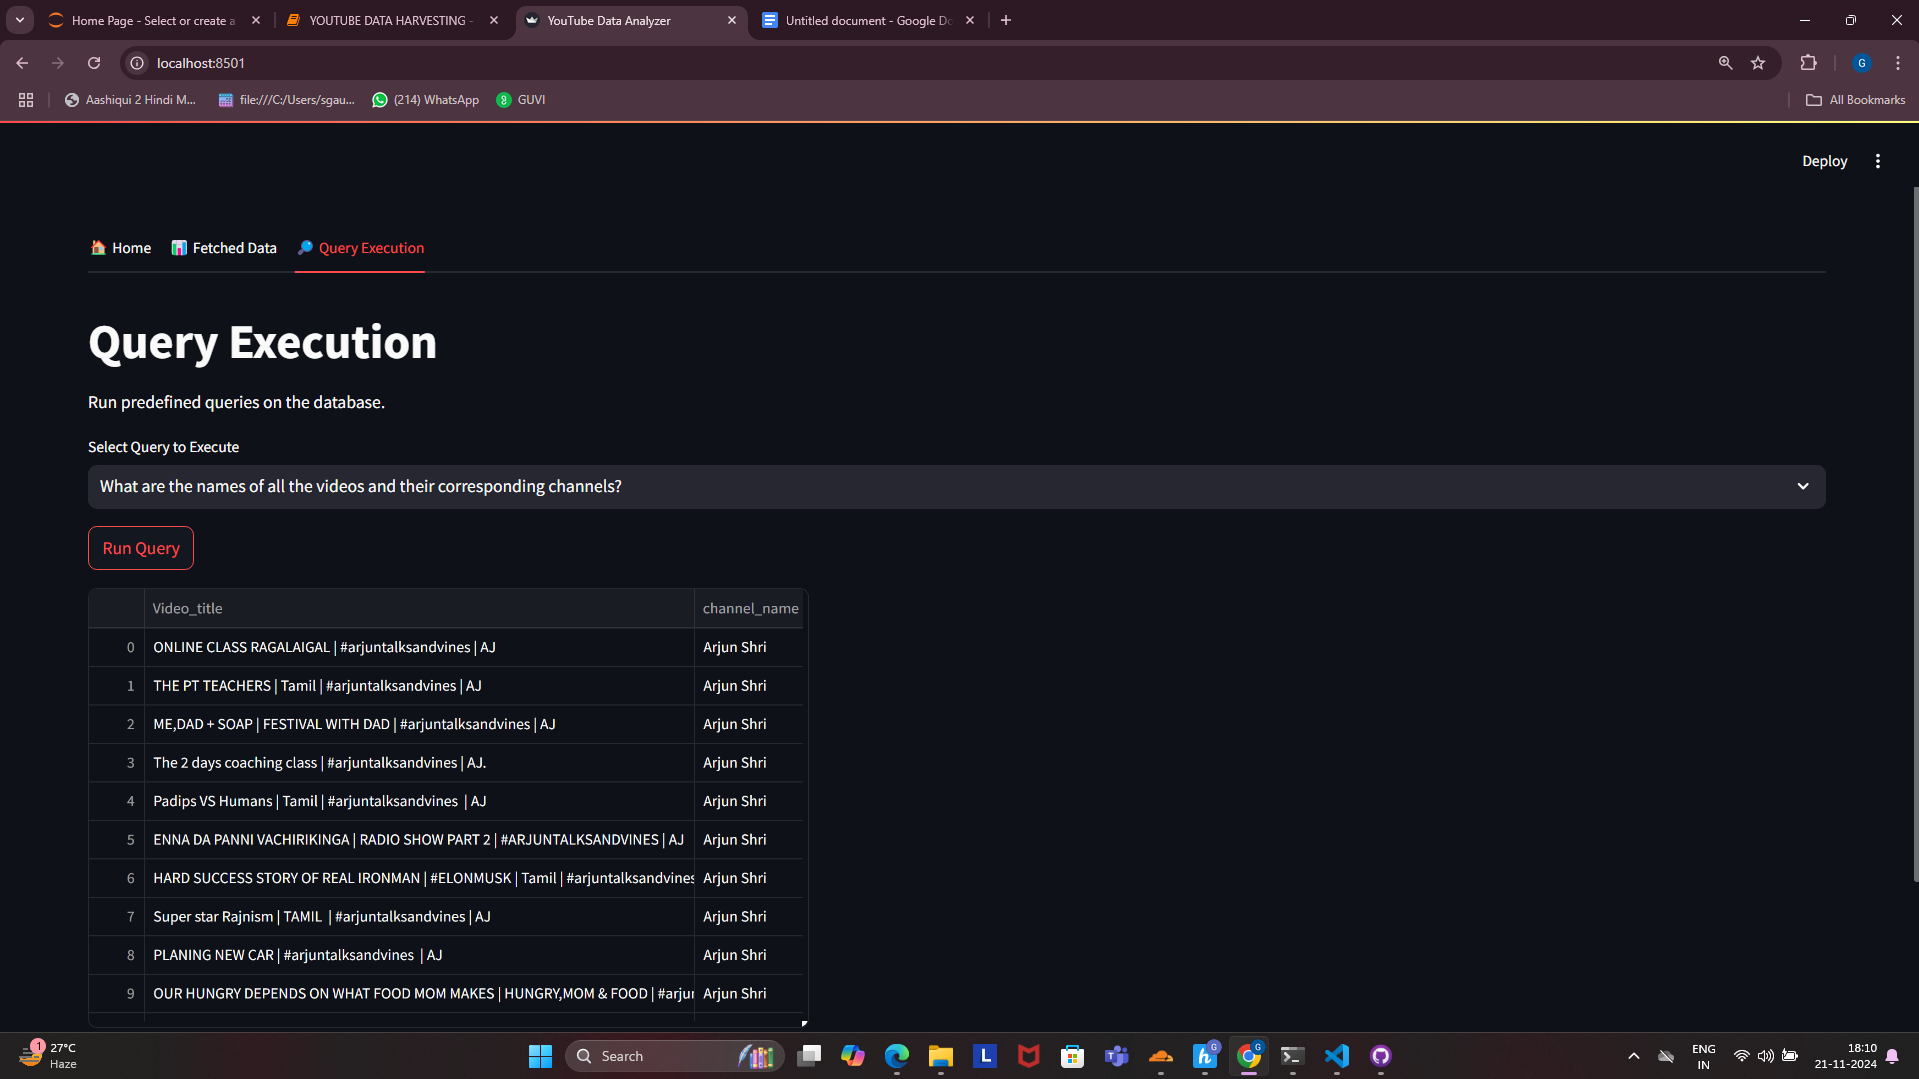 Home Page - Select or create a
YOUTUBE DATA HARVESTING -
YouTube Data Analyzer
Untitled document - Google Do
localhost:8501
G
Aashiqui 2 Hindi M...
file:///C:/Users/sgau...
(214) WhatsApp
GUVI
All Bookmarks
Deploy
Home
Fetched Data
Query Execution
Query Execution
Run predefined queries on the database.
Select Query to Execute
What are the names of all the videos and their corresponding channels?
Run Query
Video_title channel_name
0 ONLINE CLASS RAGALAIGAL | #arjuntalksandvines | AJ Arjun Shri
1 THE PT TEACHERS | Tamil | #arjuntalksandvines | AJ Arjun Shri
2 ME,DAD + SOAP | FESTIVAL WITH DAD | #arjuntalksandvines | AJ Arjun Shri
3 The 2 days coaching class | #arjuntalksandvines | AJ. Arjun Shri
4 Padips VS Humans | Tamil | #arjuntalksandvines | AJ Arjun Shri
5 ENNA DA PANNI VACHIRIKINGA | RADIO SHOW PART 2 | #ARJUNTALKSANDVINES | AJ Arjun Shri
6 HARD SUCCESS STORY OF REAL IRONMAN | #ELONMUSK | Tamil | #arjuntalksandvines Arjun Shri
7 Super star Rajnism | TAMIL | #arjuntalksandvines | AJ Arjun Shri
8 PLANING NEW CAR | #arjuntalksandvines | AJ Arjun Shri
9 OUR HUNGRY DEPENDS ON WHAT FOOD MOM MAKES | HUNGRY,MOM & FOOD | #arjun Arjun Shri
1
27°C
Haze
Search
L
ENG
IN
18:10
21-11-2024